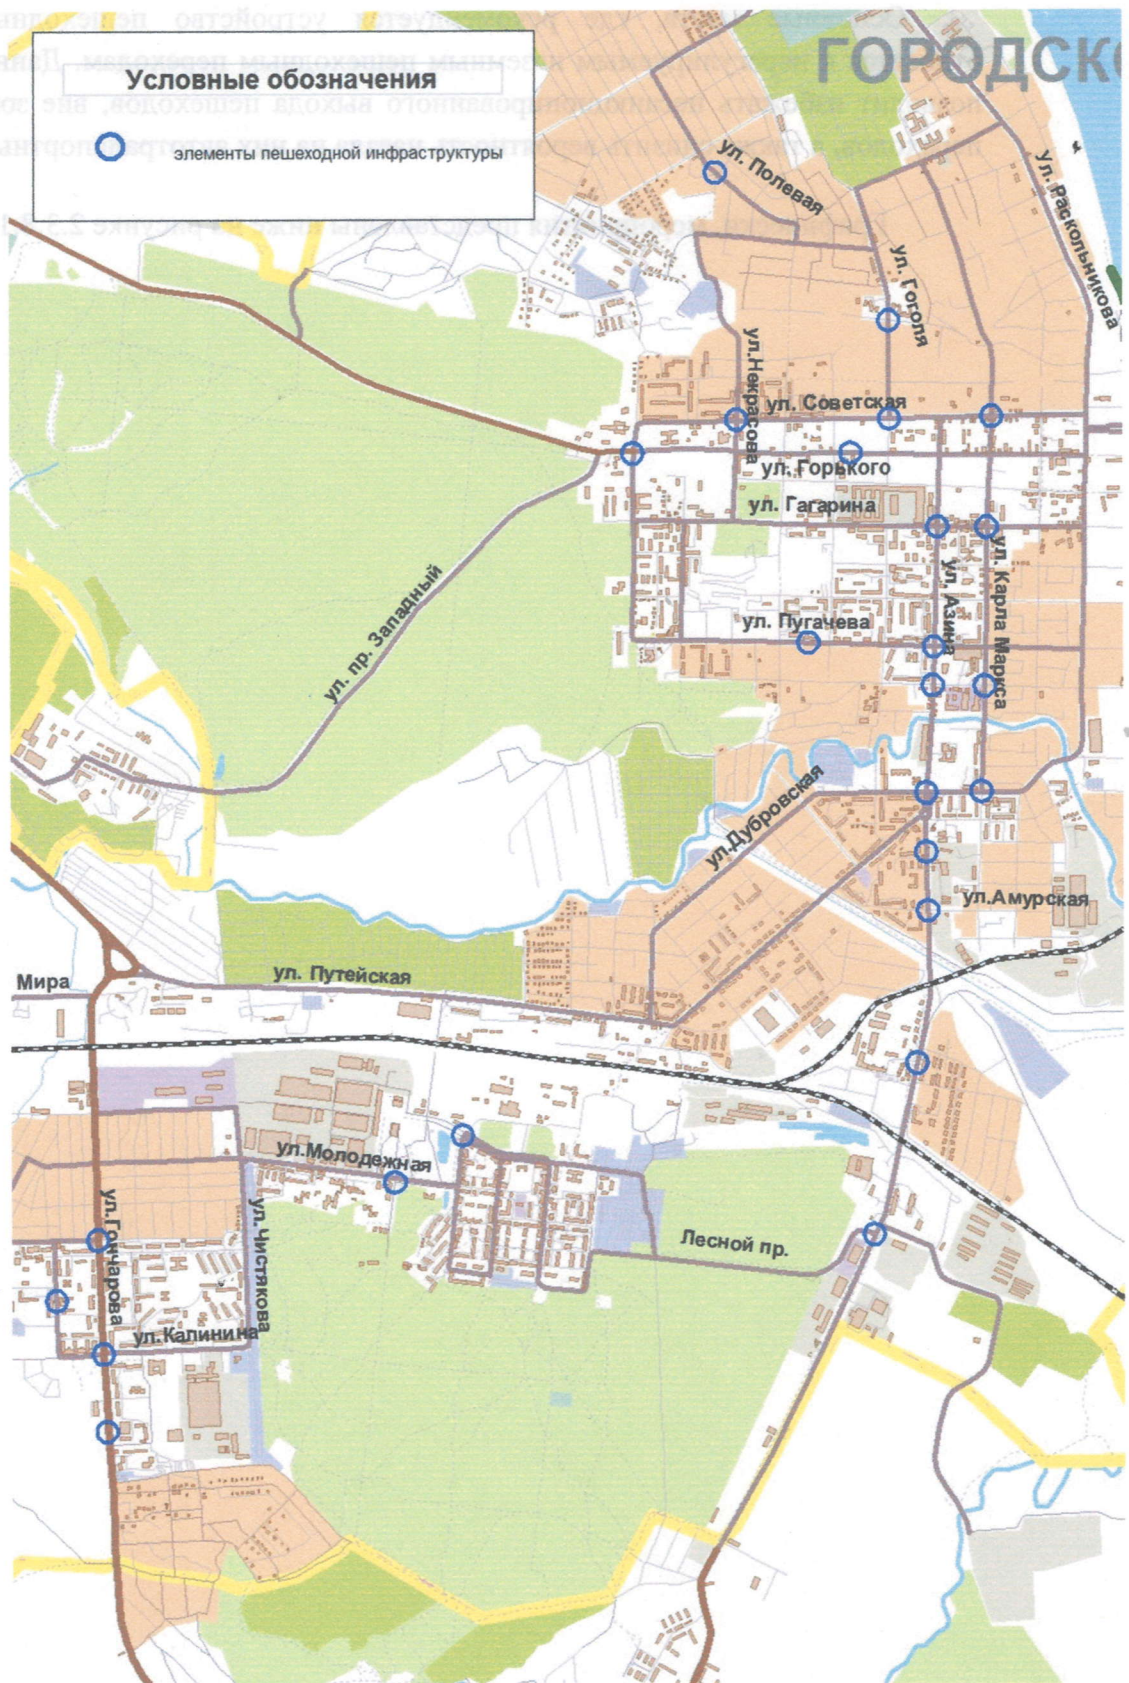 ГОРОДСК
Условные обозначения
элементы пешеходной инфраструктуры
ул. Полевая
ул. Раскольникова
ул. Гоголя
ул.Некрасова
ул. Советская
ул. Горького
ул. Гагарина
ул. Карла Маркса
ул. Азина
ул. Пугачева
ул. пр. Западный
ул.Дубровская
ул.Амурская
ул. Путейская
Мира
ул.Молодежная
ул.Гончарова
ул.Чистякова
Лесной пр.
ул.Калинина